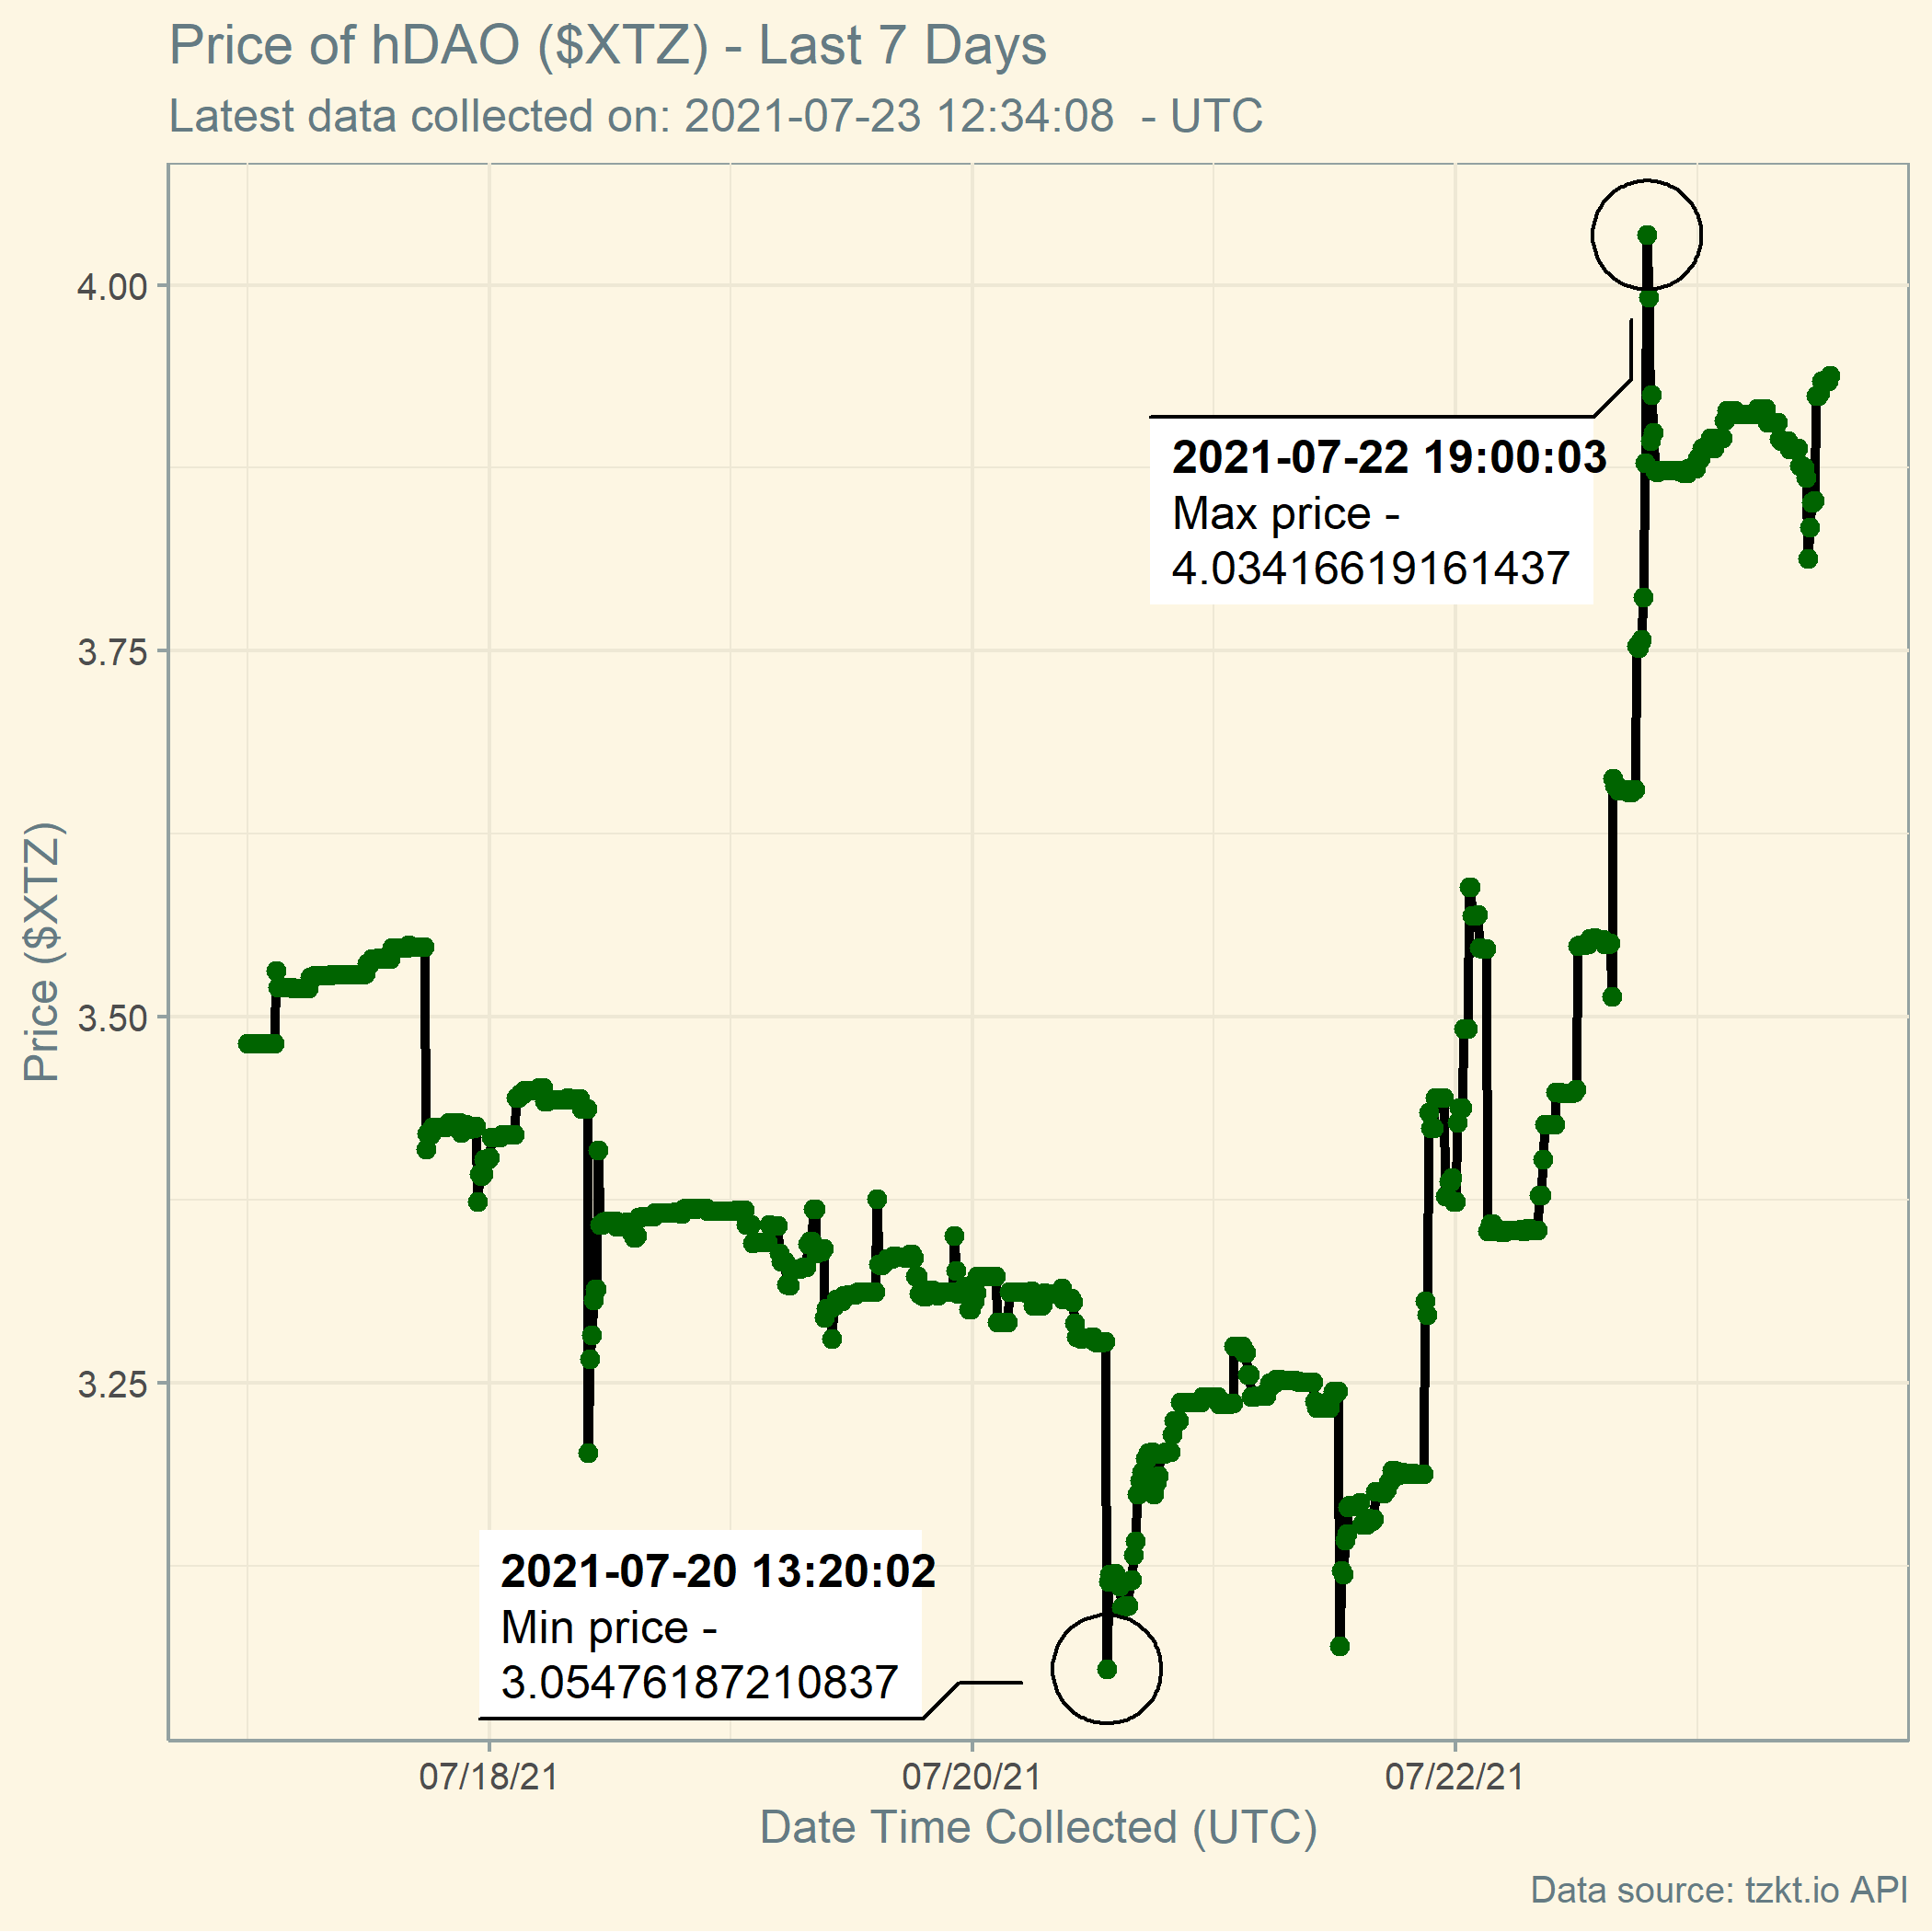 Price of hDAO ($XTZ) - Last 7 Days
Latest data collected on: 2021-07-23 12:34:08  - UTC
4.00
3.75
3.50
3.25
Price ($XTZ)
2021-07-22 19:00:03
Max price -
4.03416619161437
2021-07-20 13:20:02
Min price -
3.05476187210837
07/18/21
07/20/21
07/22/21
Date Time Collected (UTC)
Data source: tzkt.io API